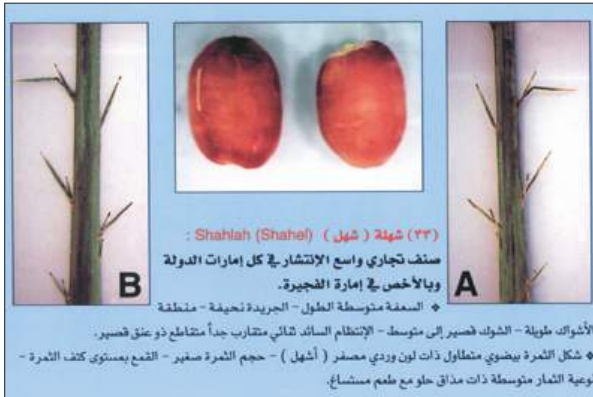 (٣٣) شهلة ( شهل ) Shahlah (Shahel) :
صنف تجاري واسع الإنتشار في كل إمارات الدولة
وبالأخص في إمارة الفجيرة.
B
A
❖ السعفة متوسطة الطول - الجريدة نحيفة - منطقة
الأشواك طويلة - الشوك قصير إلى متوسط - الإنتظام السائد ثنائي متقارب جداً متقاطع ذو عنق قصير.
❖ شكل الثمرة بيضوي متطاول ذات لون وردي مصفر ( أشهل ) - حجم الثمرة صغير - القمع بمستوى كتف الثمرة -
نوعية الثمار متوسطة ذات مذاق حلو مع طعم مستساغ.